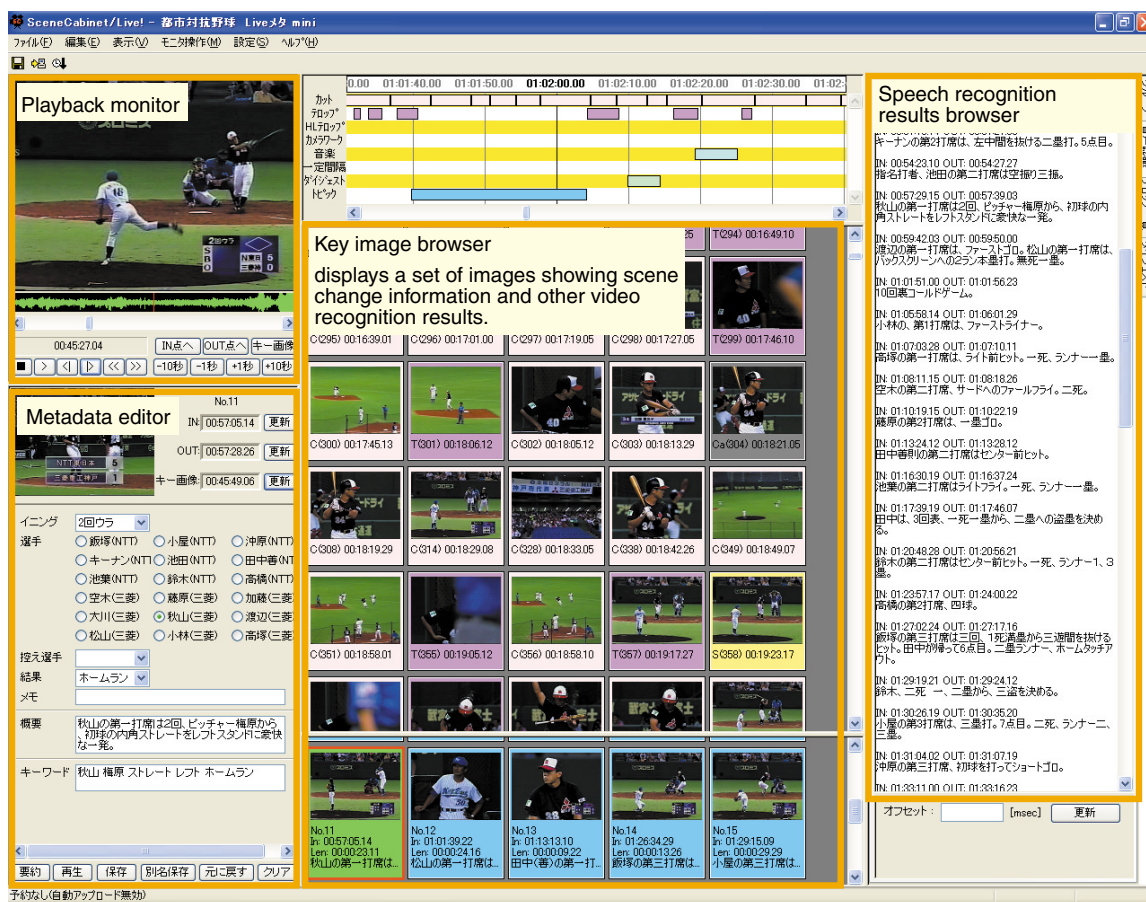 SceneCabinet/Live! - 都市対抗野球 Liveメタ mini
ファイル(F) 編集(E) 表示(V) モニタ操作(M) 設定(S) ヘルプ(H)
Playback monitor
プロミス
18
2回ウラ
S
B
O
N東日 5
三神 0
00:45:27.04
IN点へ OUT点へ キー画像
-10秒 -1秒 +1秒 +10秒
Metadata editor
No.11
IN: 00:57:05.14 更新
OUT: 00:57:28.26 更新
キー画像: 00:45:49.06 更新
NTT東日本 5
三菱重工神戸 1
イニング 2回ウラ
選手
飯塚(NTT) 小屋(NTT) 沖原(NTT)
キーナン(NTT 池田(NTT) 田中善(NT
池葉(NTT) 鈴木(NTT) 高橋(NTT)
空木(三菱) 藤原(三菱) 加藤(三菱
大川(三菱) 秋山(三菱) 渡辺(三菱
松山(三菱) 小林(三菱) 高塚(三菱
控え選手
結果 ホームラン
メモ
概要 秋山の第一打席は2回、ピッチャー梅原から
、初球の内角ストレートをレフトスタンドに豪快
な一発。
キーワード 秋山 梅原 ストレート レフト ホームラン
要約 再生 保存 別名保存 元に戻す クリア
予約なし(自動アップロード無効)
0.00 01:01:40.00 01:01:50.00 01:02:00.00 01:02:10.00 01:02:20.00 01:02:30.00 01:02:
カット
テロップ
HLテロップ
カメラワーク
音楽
一定間隔
ダイジェスト
トピック
Key image browser
displays a set of images showing scene
change information and other video
recognition results.
25 T(294) 00:16:49.10
C(295) 00:16:39.01 C(296) 00:17:01.00 C(297) 00:17:19.05 C(298) 00:17:27.05 T(299) 00:17:46.10
C(300) 00:17:45.13 T(301) 00:18:06.12 C(302) 00:18:05.12 C(303) 00:18:13.29 Ca(304) 00:18:21.05
C(308) 00:18:19.29 C(314) 00:18:29.08 C(328) 00:18:33.05 C(338) 00:18:42.26 C(349) 00:18:49.07
C(351) 00:18:58.01 T(355) 00:19:05.12 C(356) 00:18:58.10 T(357) 00:19:17.27 S(358) 00:19:23.17
No.11
In: 00:57:05.14
Len: 00:00:23.11
秋山の第一打席は...
No.12
In: 01:01:39.22
Len: 00:00:24.16
松山の第一打席は...
No.13
In: 01:13:13.10
Len: 00:00:09.22
田中(善)の第一打...
No.14
In: 01:26:34.29
Len: 00:00:13.26
飯塚の第三打席は...
No.15
In: 01:29:15.09
Len: 00:00:29.29
小屋の第三打席は...
Speech recognition
results browser
キーナンの第2打席は、左中間を抜ける二塁打。5点目。
IN: 00:54:23.10 OUT: 00:54:27.27
指名打者、池田の第二打席は空振り三振。
IN: 00:57:29.15 OUT: 00:57:39.03
秋山の第一打席は2回、ピッチャー梅原から、初球の内
角ストレートをレフトスタンドに豪快な一発。
IN: 00:59:42.03 OUT: 00:59:50.00
渡辺の第一打席は、ファーストゴロ。松山の第一打席は、
バックスクリーンへの2ラン本塁打。無死一塁。
IN: 01:01:51.00 OUT: 01:01:56.23
10回裏コールドゲーム。
IN: 01:05:58.14 OUT: 01:06:01.29
小林の、第1打席は、ファーストライナー。
IN: 01:07:03.28 OUT: 01:07:10.11
高塚の第一打席は、ライト前ヒット。一死、ランナー一塁。
IN: 01:08:11.15 OUT: 01:08:18.26
空木の第二打席、サードへのファールフライ。二死。
IN: 01:10:19.15 OUT: 01:10:22.19
藤原の第2打席は、一塁ゴロ。
IN: 01:13:24.12 OUT: 01:13:28.12
田中善則の第二打席はセンター前ヒット。
IN: 01:16:30.19 OUT: 01:16:37.24
池葉の第二打席はライトフライ。一死、ランナー一塁。
IN: 01:17:39.19 OUT: 01:17:46.07
田中は、3回表、一死一塁から、二塁への盗塁を決め
る。
IN: 01:20:48.28 OUT: 01:20:56.21
鈴木の第二打席はセンター前ヒット。一死、ランナー1、3
塁。
IN: 01:23:57.17 OUT: 01:24:00.22
高橋の第2打席、四球。
IN: 01:27:02.24 OUT: 01:27:17.16
飯塚の第三打席は三回、1死満塁から三遊間を抜ける
ヒット。田中が帰って6点目。二塁ランナー、ホームタッチア
ウト。
IN: 01:29:19.21 OUT: 01:29:24.12
鈴木、二死 一、二塁から、三盗を決める。
IN: 01:30:26.19 OUT: 01:30:35.20
小屋の第3打席は、三塁打。7点目。二死、ランナー二、
三塁。
IN: 01:31:04.02 OUT: 01:31:07.19
沖原の第三打席、初球を打ってショートゴロ。
IN: 01:33:11.00 OUT: 01:33:16.23
オフセット: [msec] 更新